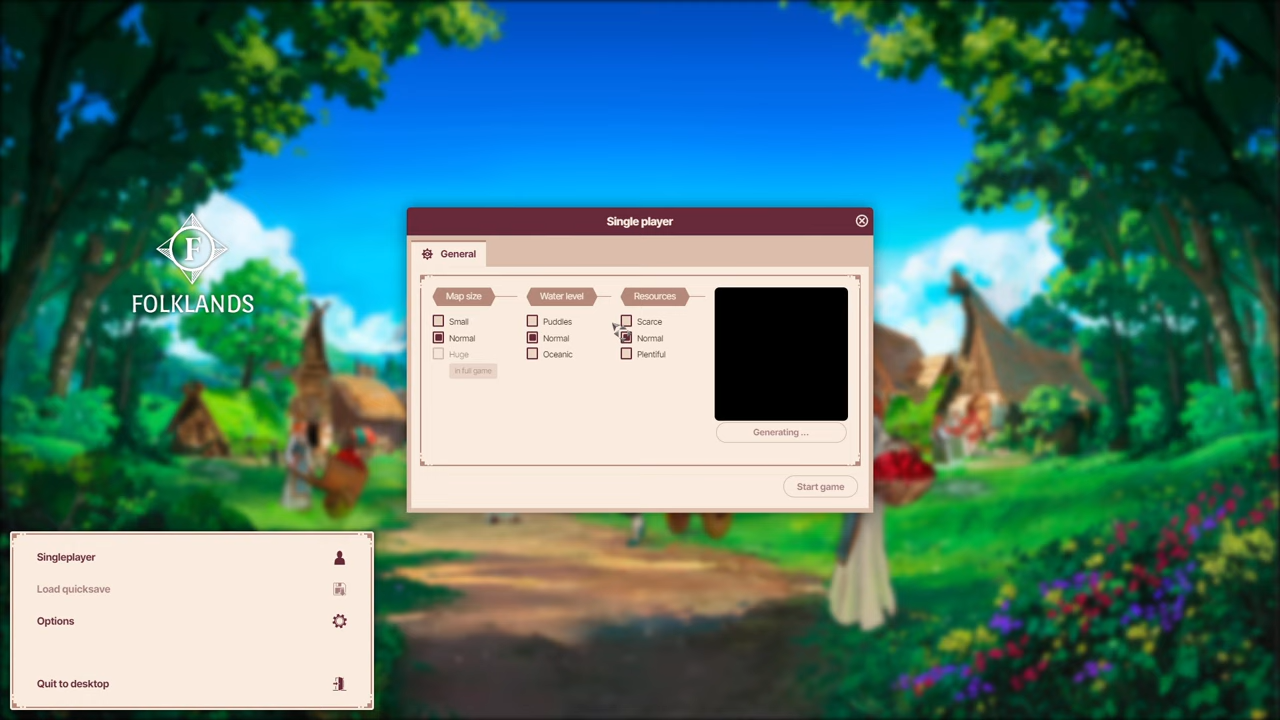 Single player
General
Map size
Small
Normal
Huge
in full game
Water level
Puddles
Normal
Oceanic
Resources
Scarce
Normal
Plentiful
Generating ...
Start game
F
FOLKLANDS
Singleplayer
Load quicksave
Options
Quit to desktop